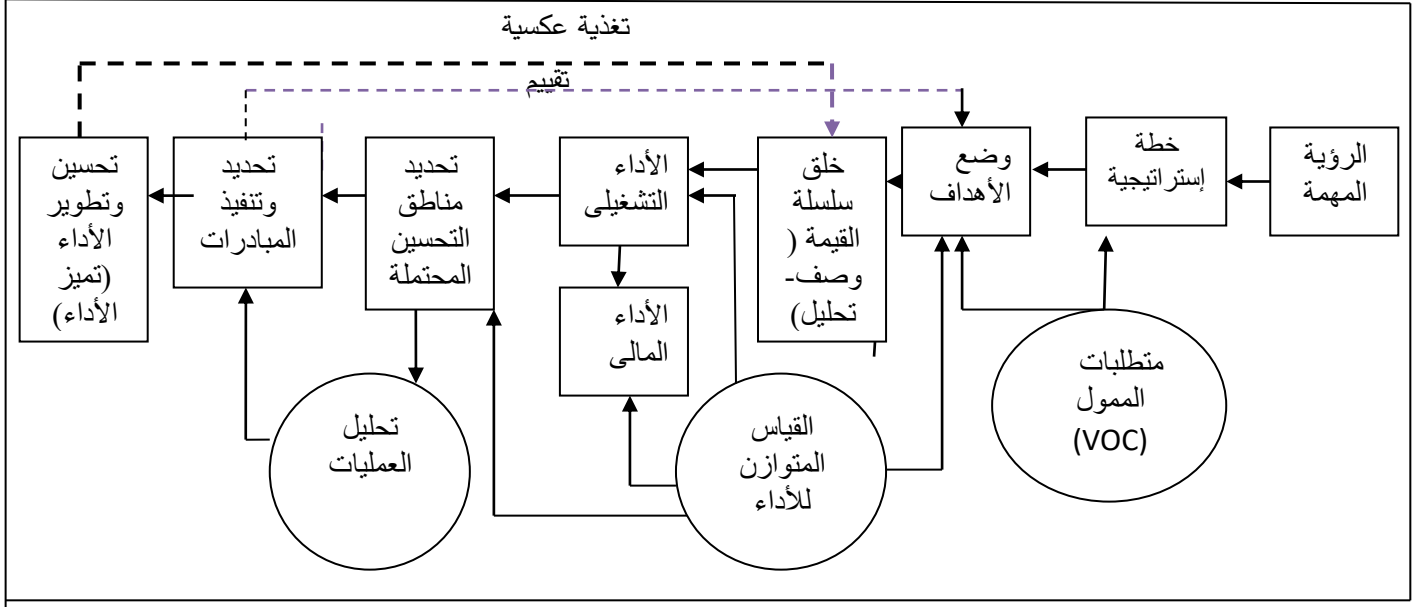 تغذية عكسية
تقييم
الرؤية
المهمة
خطة
إستراتيجية
وضع
الأهداف
خلق
سلسلة
القيمة (
وصف-
تحليل)
الأداء
التشغيلى
الأداء
المالى
تحديد
مناطق
التحسين
المحتملة
تحديد
وتنفيذ
المبادرات
تحسين
وتطوير
الأداء
(تميز
الأداء)
متطلبات
الممول
(VOC)
القياس
المتوازن
للأداء
تحليل
العمليات